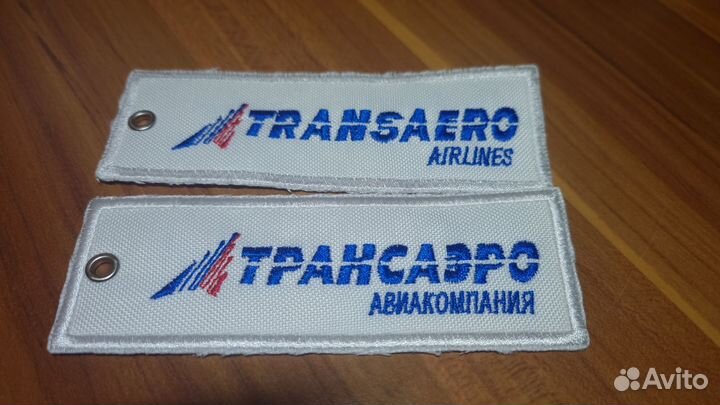 TRANSAERO
AIRLINES
ТРАНСАЭРО
АВИАКОМПАНИЯ
Avito